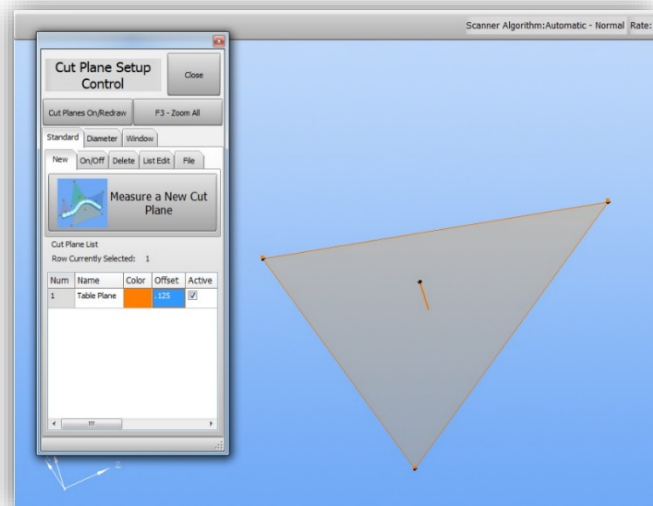 Scanner Algorithm:Automatic - Normal Rate:
Cut Plane Setup
Control
Close
Cut Planes On/Redraw
F3 - Zoom All
Standard Diameter Window
New On/Off Delete List Edit File
Measure a New Cut
Plane
Cut Plane List
Row Currently Selected: 1
Num Name Color Offset Active
1 Table Plane .125